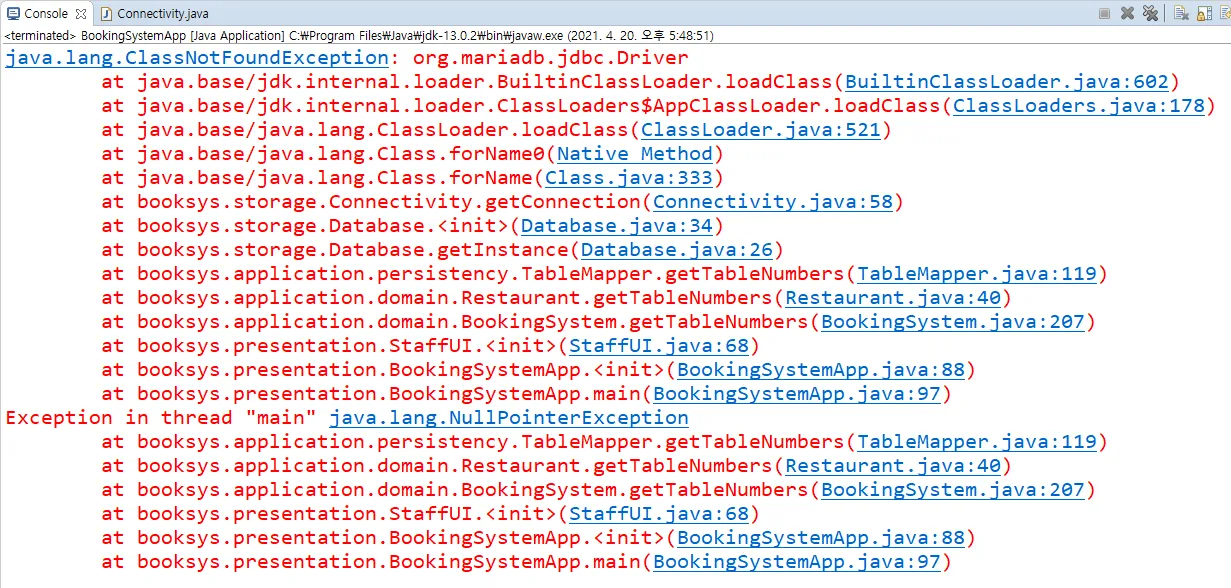 Console Connectivity.java
<terminated> BookingSystemApp [Java Application] C:₩Program Files₩Java₩jdk-13.0.2₩bin₩javaw.exe (2021. 4. 20. 오후 5:48:51)
java.lang.ClassNotFoundException: org.mariadb.jdbc.Driver
at java.base/jdk.internal.loader.BuiltinClassLoader.loadClass(BuiltinClassLoader.java:602)
at java.base/jdk.internal.loader.ClassLoaders$AppClassLoader.loadClass(ClassLoaders.java:178)
at java.base/java.lang.ClassLoader.loadClass(ClassLoader.java:521)
at java.base/java.lang.Class.forName0(Native Method)
at java.base/java.lang.Class.forName(Class.java:333)
at booksys.storage.Connectivity.getConnection(Connectivity.java:58)
at booksys.storage.Database.<init>(Database.java:34)
at booksys.storage.Database.getInstance(Database.java:26)
at booksys.application.persistency.TableMapper.getTableNumbers(TableMapper.java:119)
at booksys.application.domain.Restaurant.getTableNumbers(Restaurant.java:40)
at booksys.application.domain.BookingSystem.getTableNumbers(BookingSystem.java:207)
at booksys.presentation.StaffUI.<init>(StaffUI.java:68)
at booksys.presentation.BookingSystemApp.<init>(BookingSystemApp.java:88)
at booksys.presentation.BookingSystemApp.main(BookingSystemApp.java:97)
Exception in thread "main" java.lang.NullPointerException
at booksys.application.persistency.TableMapper.getTableNumbers(TableMapper.java:119)
at booksys.application.domain.Restaurant.getTableNumbers(Restaurant.java:40)
at booksys.application.domain.BookingSystem.getTableNumbers(BookingSystem.java:207)
at booksys.presentation.StaffUI.<init>(StaffUI.java:68)
at booksys.presentation.BookingSystemApp.<init>(BookingSystemApp.java:88)
at booksys.presentation.BookingSystemApp.main(BookingSystemApp.java:97)